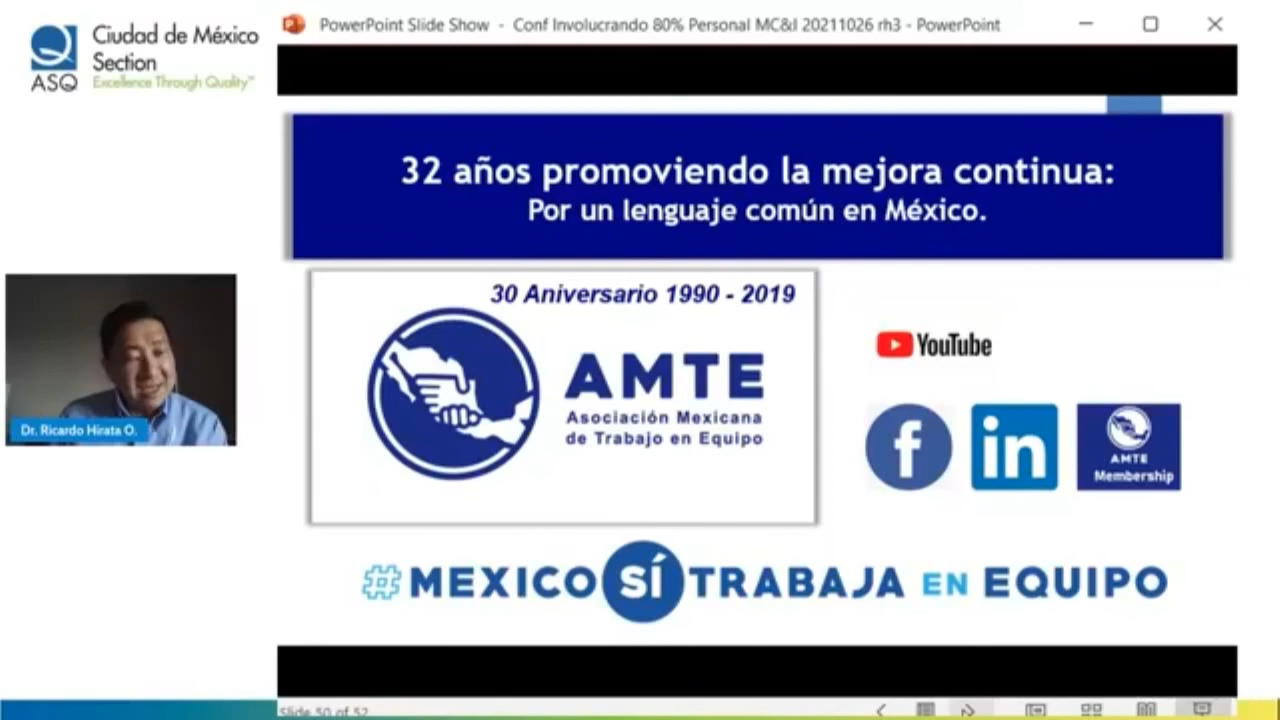 Ciudad de México
Section
Excellence Through Quality
ASQ
PowerPoint Slide Show - Conf Involucrando 80% Personal MC&I 20211026 rh3 - PowerPoint
32 años promoviendo la mejora continua:
Por un lenguaje común en México.
30 Aniversario 1990 - 2019
AMTE
Asociación Mexicana
de Trabajo en Equipo
YouTube
f
in
AMTE
Membership
Dr. Ricardo Hirata O.
#MEXICO SÍ TRABAJA EN EQUIPO
Slide 50 of 52